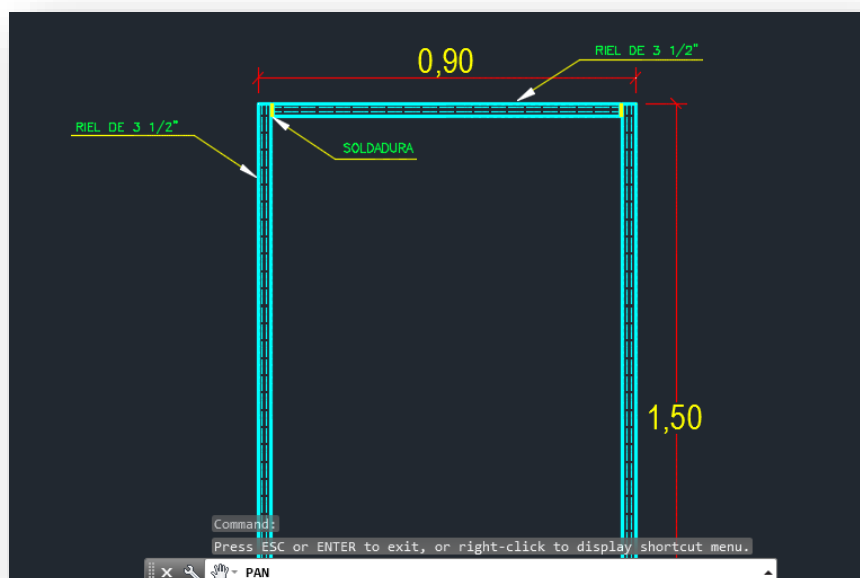 RIEL DE 3 1/2"
0,90
RIEL DE 3 1/2"
SOLDADURA
1,50
Command:
Press ESC or ENTER to exit, or right-click to display shortcut menu.
PAN